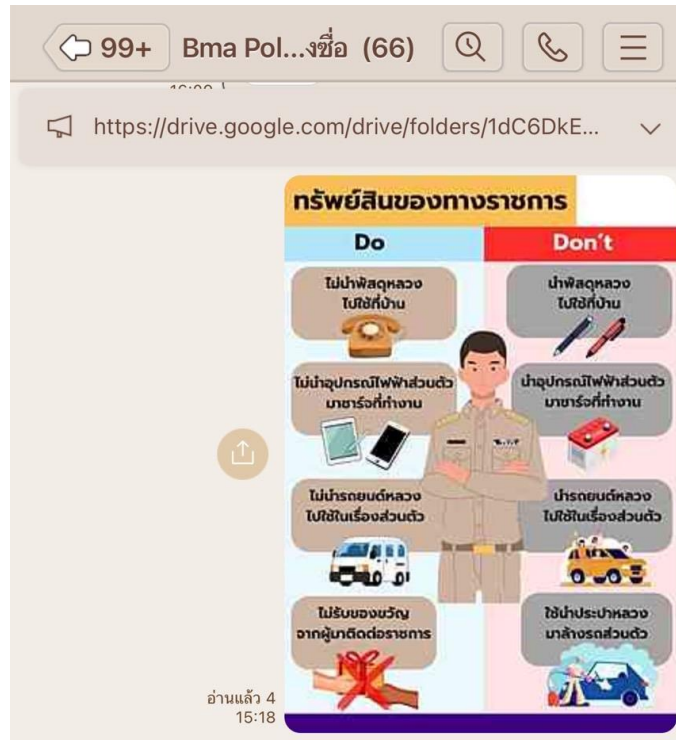 99+ Bma Pol...งซื่อ (66)
https://drive.google.com/drive/folders/1dC6DkE...
ทรัพย์สินของทางราชการ
Do
Don't
ไม่นำพัสดุหลวง
ไปใช้ที่บ้าน
นำพัสดุหลวง
ไปใช้ที่บ้าน
ไม่นำอุปกรณ์ไฟฟ้าส่วนตัว
มาชาร์จที่ทำงาน
นำอุปกรณ์ไฟฟ้าส่วนตัว
มาชาร์จที่ทำงาน
ไม่นำรถยนต์หลวง
ไปใช้ในเรื่องส่วนตัว
นำรถยนต์หลวง
ไปใช้ในเรื่องส่วนตัว
ไม่รับของขวัญ
จากผู้มาติดต่อราชการ
ใช้น้ำประปาหลวง
มาล้างรถส่วนตัว
อ่านแล้ว 4
15:18